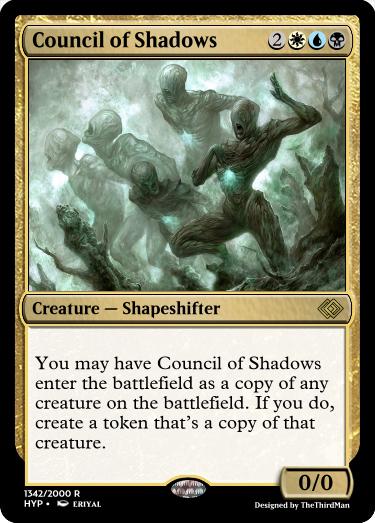 Council of Shadows 2
Creature — Shapeshifter
You may have Council of Shadows
enter the battlefield as a copy of any
creature on the battlefield. If you do,
create a token that's a copy of that
creature.
0/0
1342/2000 R
HYP • ERIYAL
Designed by TheThirdMan